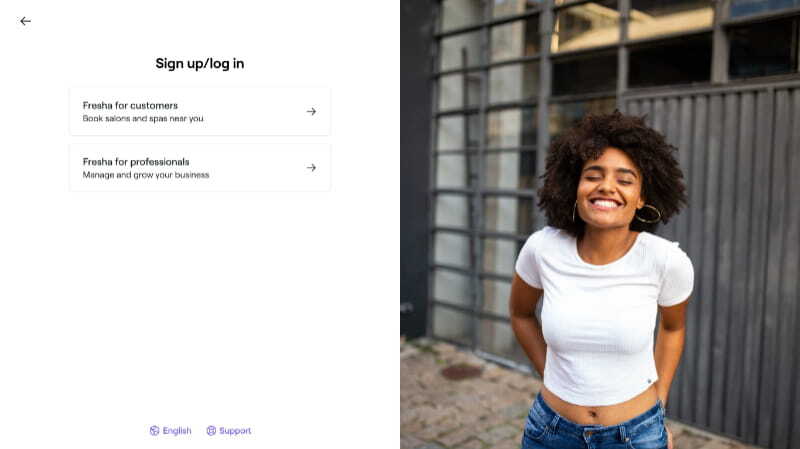 Sign up/log in
Fresha for customers
Book salons and spas near you
Fresha for professionals
Manage and grow your business
English
Support